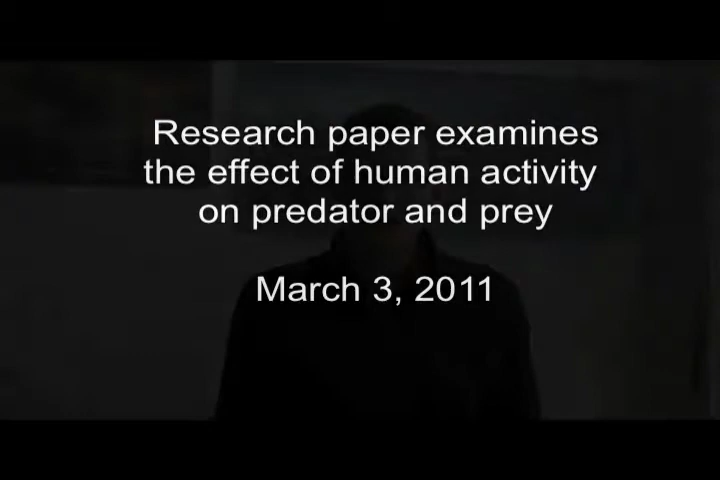 Research paper examines
the effect of human activity
on predator and prey
March 3, 2011